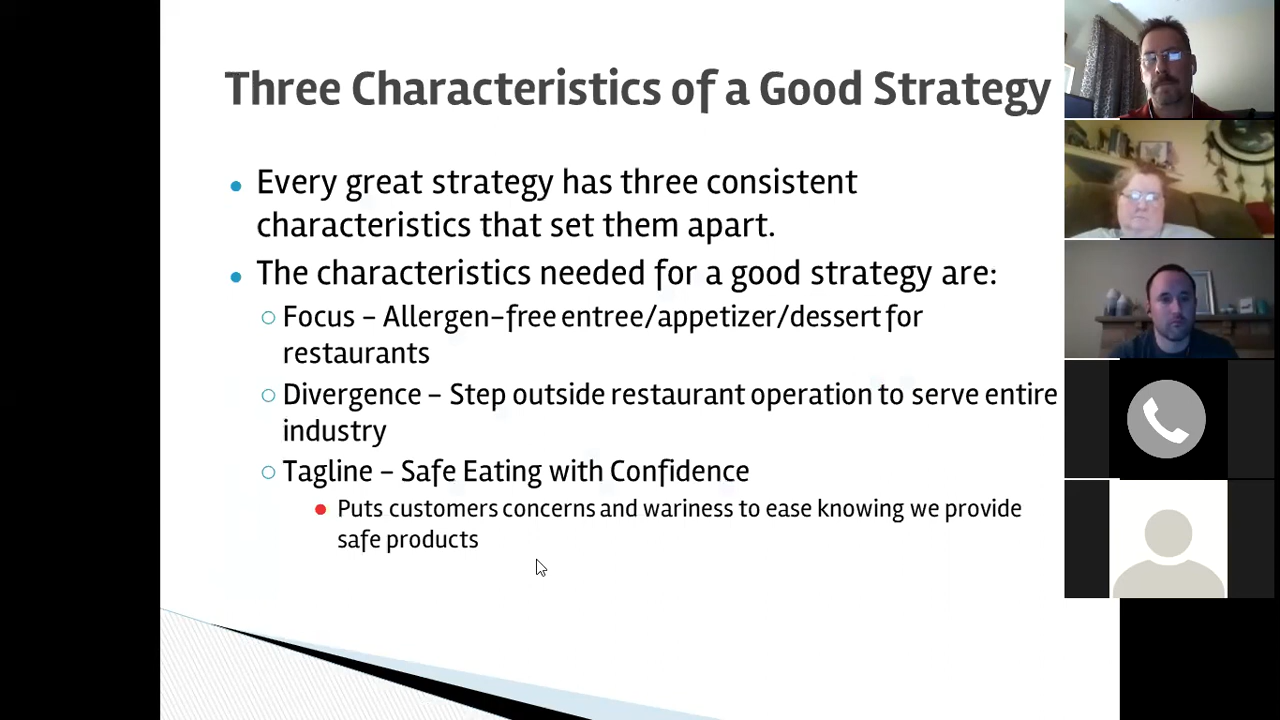 Three Characteristics of a Good Strategy
Every great strategy has three consistent
characteristics that set them apart.
The characteristics needed for a good strategy are:
Focus – Allergen-free entree/appetizer/dessert for
restaurants
Divergence – Step outside restaurant operation to serve entire
industry
Tagline – Safe Eating with Confidence
Puts customers concerns and wariness to ease knowing we provide
safe products